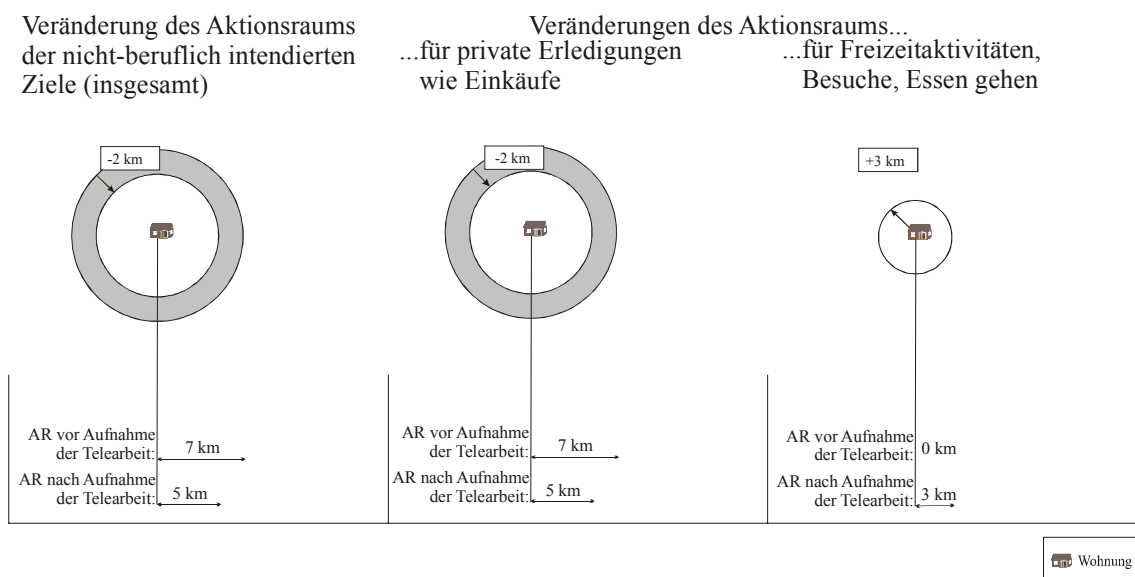 Veränderung des Aktionsraums
der nicht-beruflich intendierten
Ziele (insgesamt)
Veränderungen des Aktionsraums...
...für private Erledigungen
wie Einkäufe
...für Freizeitaktivitäten,
Besuche, Essen gehen
-2 km
-2 km
+3 km
AR vor Aufnahme
der Telearbeit:
7 km
AR nach Aufnahme
der Telearbeit:
5 km
AR vor Aufnahme
der Telearbeit:
7 km
AR nach Aufnahme
der Telearbeit:
5 km
AR vor Aufnahme
der Telearbeit:
0 km
AR nach Aufnahme
der Telearbeit:
3 km
Wohnung